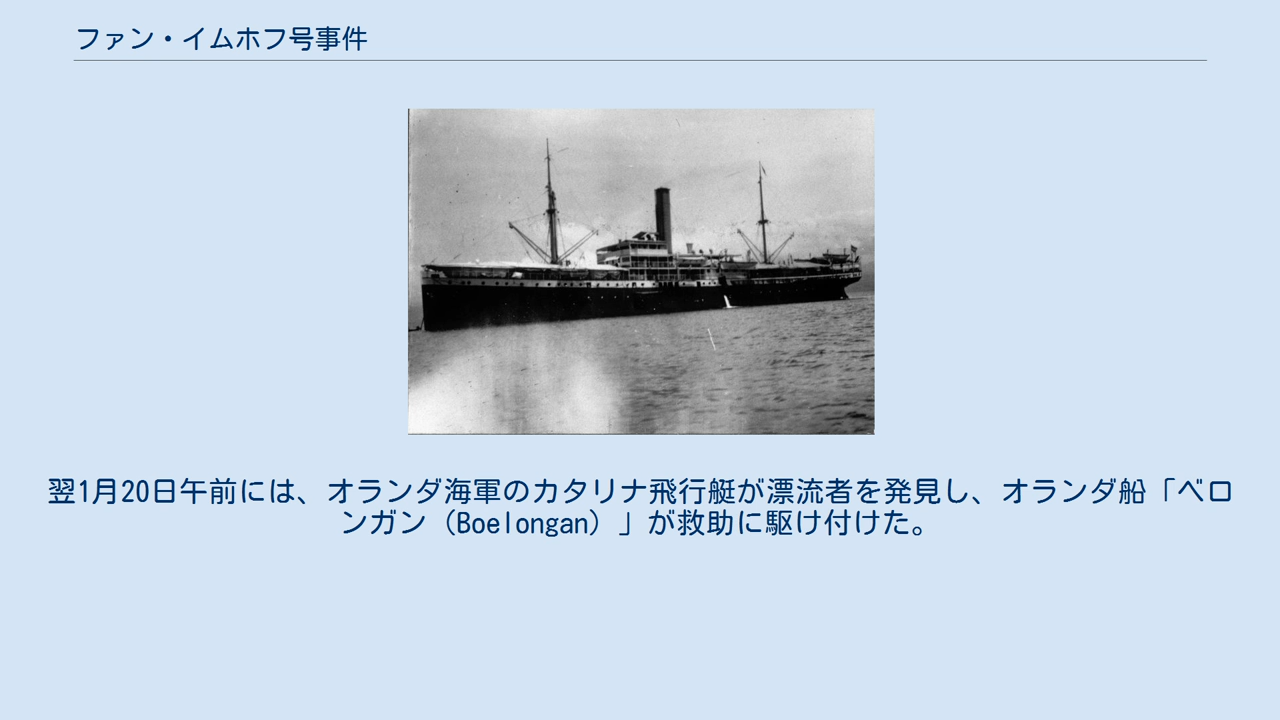 ファン・イムホフ号事件
翌1月20日午前には、オランダ海軍のカタリナ飛行艇が漂流者を発見し、オランダ船「ベロ
ンガン（Boelongan）」が救助に駆け付けた。